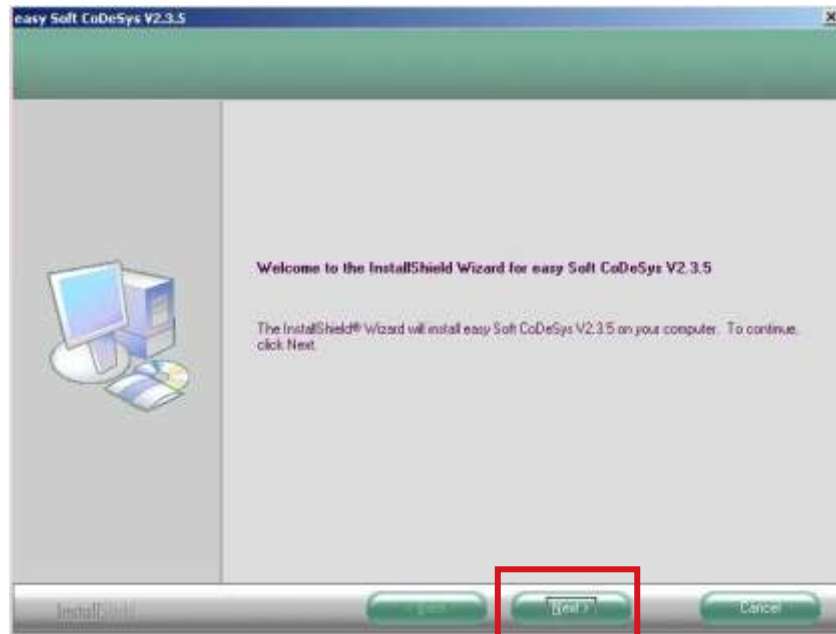 easy Soft CoDeSys V2.3.5
Welcome to the InstallShield Wizard for easy Soft CoDeSys V2.3.5
The InstallShield® Wizard will install easy Soft CoDeSys V2.3.5 on your computer. To continue,
click Next
InstallShield
< Back
Next >
Cancel